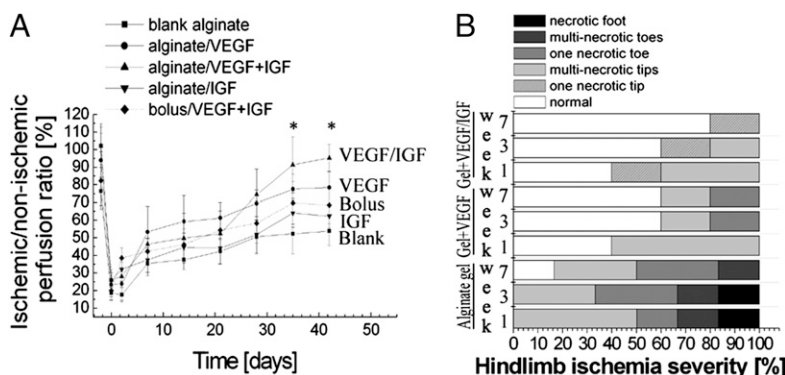 A
blank alginate
alginate/VEGF
alginate/VEGF+IGF
alginate/IGF
bolus/VEGF+IGF
Ischemic/non-ischemic
perfusion ratio [%]
120
110
100
90
80
70
60
50
40
30
20
10
* *
VEGF/IGF
VEGF
Bolus
IGF
Blank
0 10 20 30 40 50
Time [days]
B
necrotic foot
multi-necrotic toes
one necrotic toe
multi-necrotic tips
one necrotic tip
normal
Gel+VEGF/IGF
week
7
3
1
Gel+VEGF
week
7
3
1
Alginate gel
week
7
3
1
0 10 20 30 40 50 60 70 80 90 100
Hindlimb ischemia severity [%]